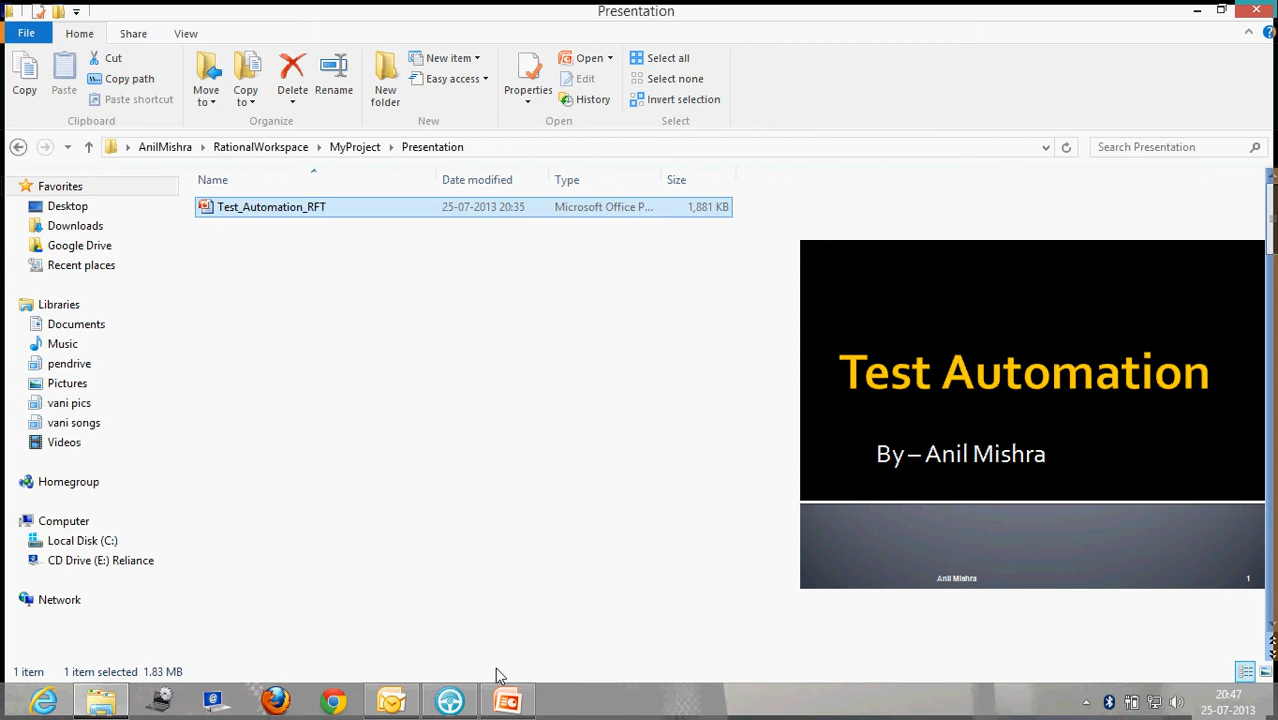 Presentation
File Home Share View
Copy
Paste
Cut
Copy path
Paste shortcut
Clipboard
Move to
Copy to
Delete
Rename
Organize
New folder
New item
Easy access
New
Properties
Open
Edit
History
Open
Select all
Select none
Invert selection
Select
AnilMishra RationalWorkspace MyProject Presentation
Search Presentation
Name Date modified Type Size
Test_Automation_RFT 25-07-2013 20:35 Microsoft Office P... 1,881 KB
Favorites
Desktop
Downloads
Google Drive
Recent places
Libraries
Documents
Music
pendrive
Pictures
vani pics
vani songs
Videos
Homegroup
Computer
Local Disk (C:)
CD Drive (E:) Reliance
Network
Test Automation
By – Anil Mishra
Anil Mishra 1
1 item 1 item selected 1.83 MB
20:47
25-07-2013